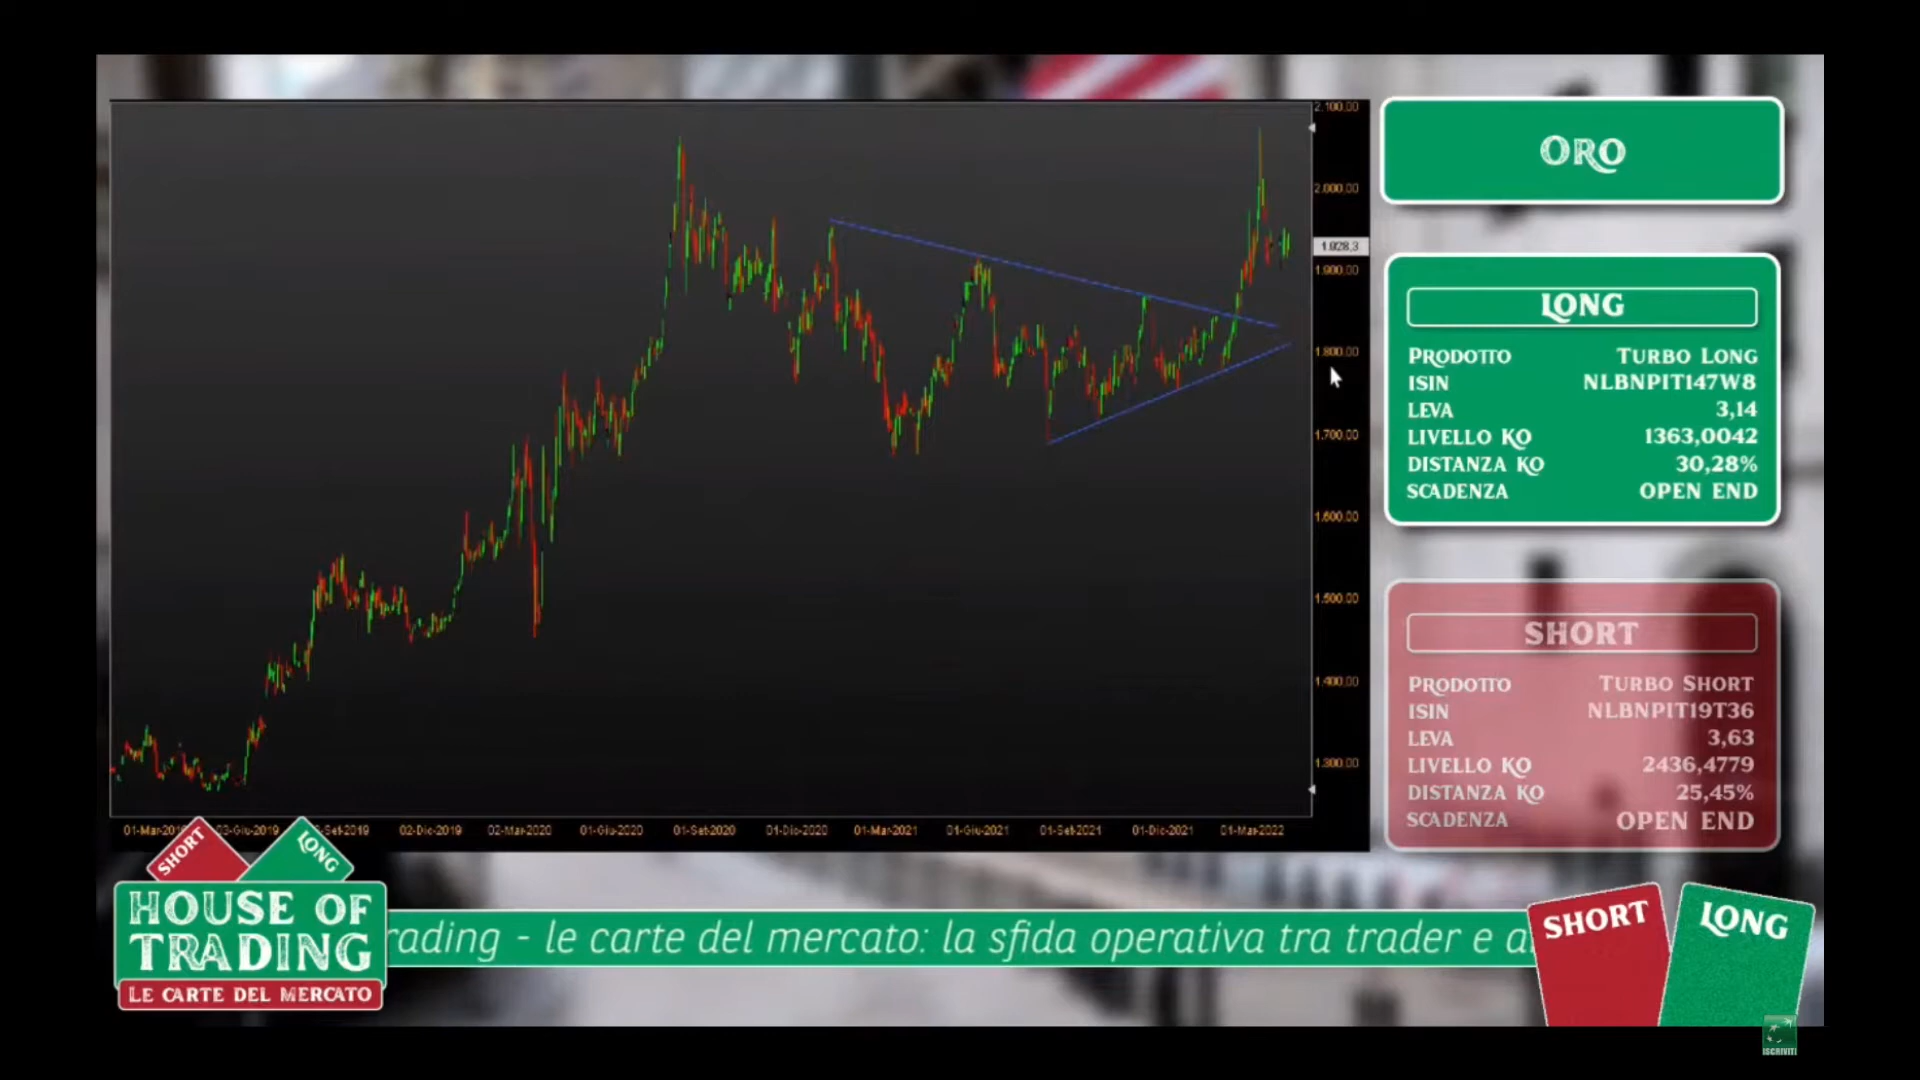 2.100.00
2.000.00
1.928,3
1.900.00
1.800.00
1.700.00
1.600.00
1.500.00
1.400.00
1.300.00
03-Giu-2019
02-Dic-2019
02-Mar-2020
01-Giu-2020
01-Set-2020
01-Dic-2020
01-Mar-2021
01-Giu-2021
01-Set-2021
01-Dic-2021
01-Mar-2022
ORO
LONG
PRODOTTO TURBO LONG
ISIN NLBNPIT147W8
LEVA 3,14
LIVELLO KO 1363,0042
DISTANZA KO 30,28%
SCADENZA OPEN END
SHORT
PRODOTTO TURBO SHORT
ISIN NLBNPIT19T36
LEVA 3,63
LIVELLO KO 2436,4779
DISTANZA KO 25,45%
SCADENZA OPEN END
SHORT
LONG
HOUSE OF
TRADING
LE CARTE DEL MERCATO
rading - le carte del mercato: la sfida operativa tra trader e a
SHORT
LONG
ISCRIVITI